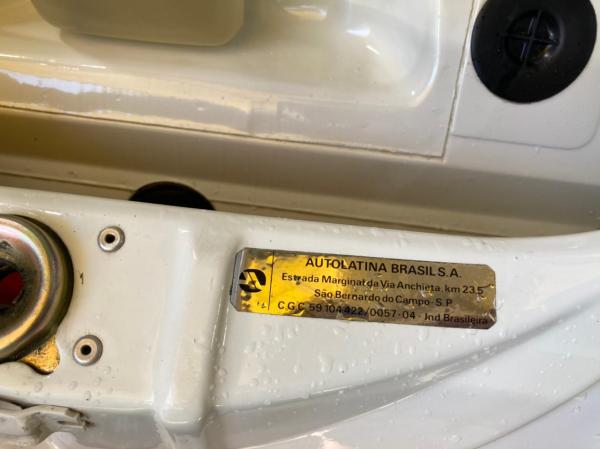 AUTOLATINA BRASIL S.A.
Estrada Marginal da Via Anchieta, km 23,5
São Bernardo do Campo - S.P.
C G C 59.104.422/0057-04 - Ind Brasileira